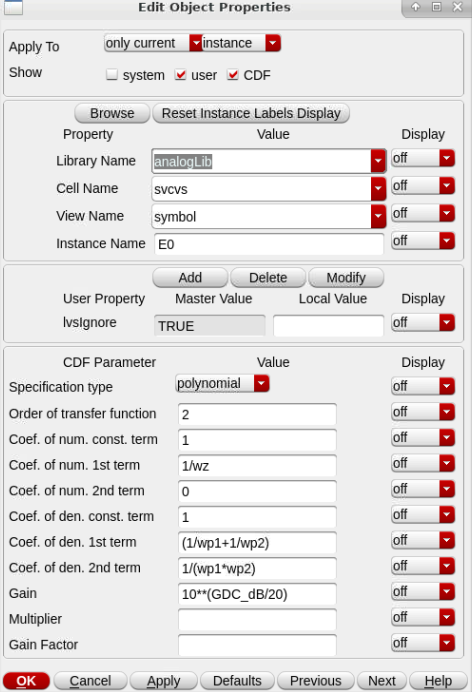 Edit Object Properties
Apply To only current instance
Show system user CDF
Browse Reset Instance Labels Display
Property Value Display
Library Name analogLib off
Cell Name svcvs off
View Name symbol off
Instance Name E0 off
Add Delete Modify
User Property Master Value Local Value Display
lvsIgnore TRUE off
CDF Parameter Value Display
Specification type polynomial off
Order of transfer function 2 off
Coef. of num. const. term 1 off
Coef. of num. 1st term 1/wz off
Coef. of num. 2nd term 0 off
Coef. of den. const. term 1 off
Coef. of den. 1st term (1/wp1+1/wp2) off
Coef. of den. 2nd term 1/(wp1*wp2) off
Gain 10**(GDC_dB/20) off
Multiplier off
Gain Factor off
OK Cancel Apply Defaults Previous Next Help